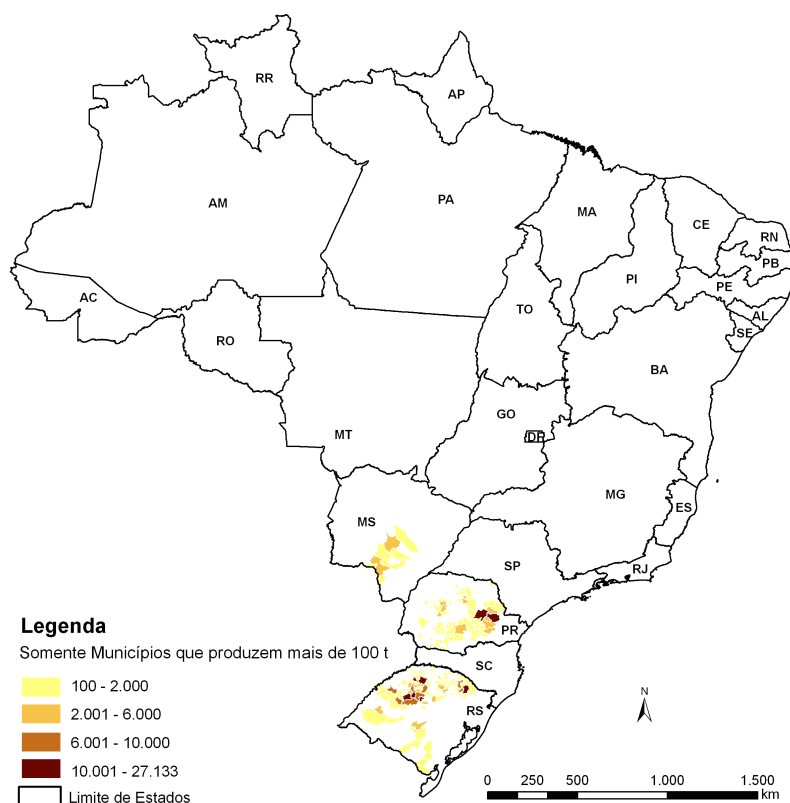 RR
AP
AM
PA
MA
CE
RN
PB
PI
PE
AC
TO
AL
SE
RO
BA
GO
DF
MT
MG
MS
ES
SP
RJ
PR
SC
RS
N
Legenda
Somente Municípios que produzem mais de 100 t
100 - 2.000
2.001 - 6.000
6.001 - 10.000
10.001 - 27.133
Limite de Estados
0 250 500 1.000 1.500
km